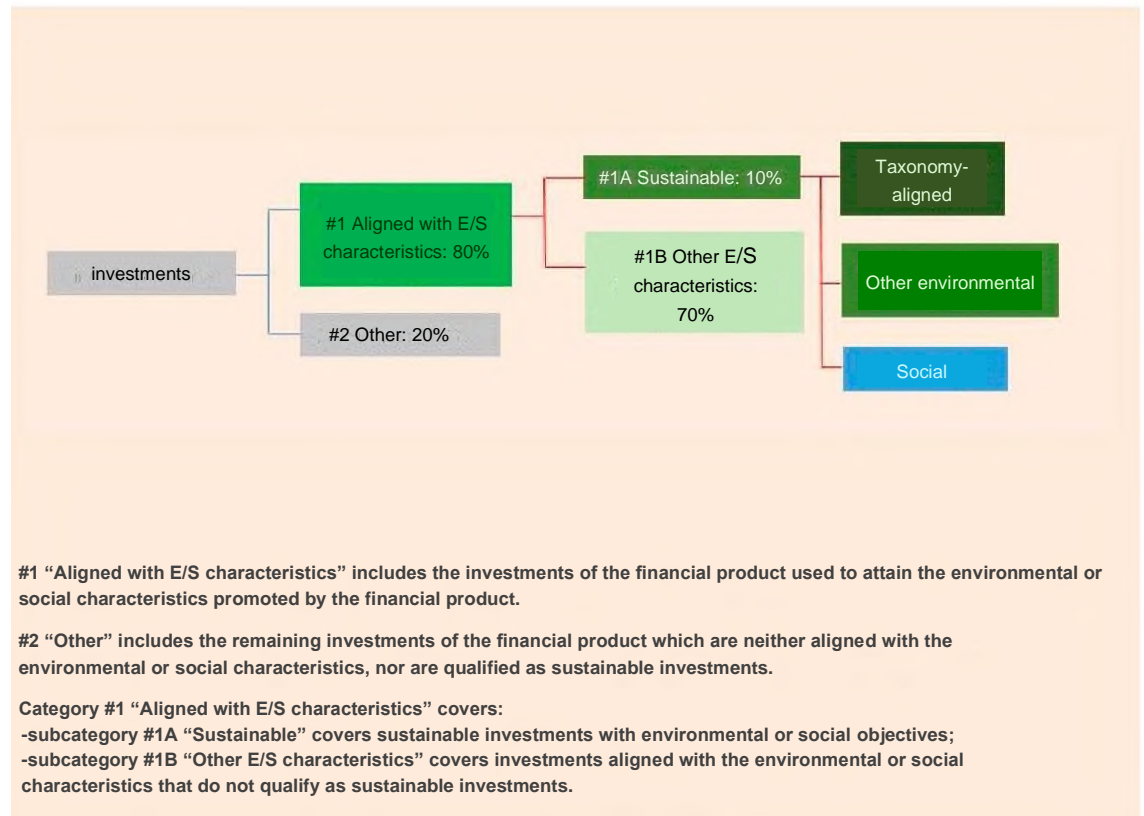 investments
#1 Aligned with E/S
characteristics: 80%
#2 Other: 20%
#1A Sustainable: 10%
#1B Other E/S
characteristics:
70%
Taxonomy-
aligned
Other environmental
Social
#1 “Aligned with E/S characteristics” includes the investments of the financial product used to attain the environmental or
social characteristics promoted by the financial product.
#2 “Other” includes the remaining investments of the financial product which are neither aligned with the
environmental or social characteristics, nor are qualified as sustainable investments.
Category #1 “Aligned with E/S characteristics” covers:
-subcategory #1A “Sustainable” covers sustainable investments with environmental or social objectives;
-subcategory #1B “Other E/S characteristics” covers investments aligned with the environmental or social
characteristics that do not qualify as sustainable investments.